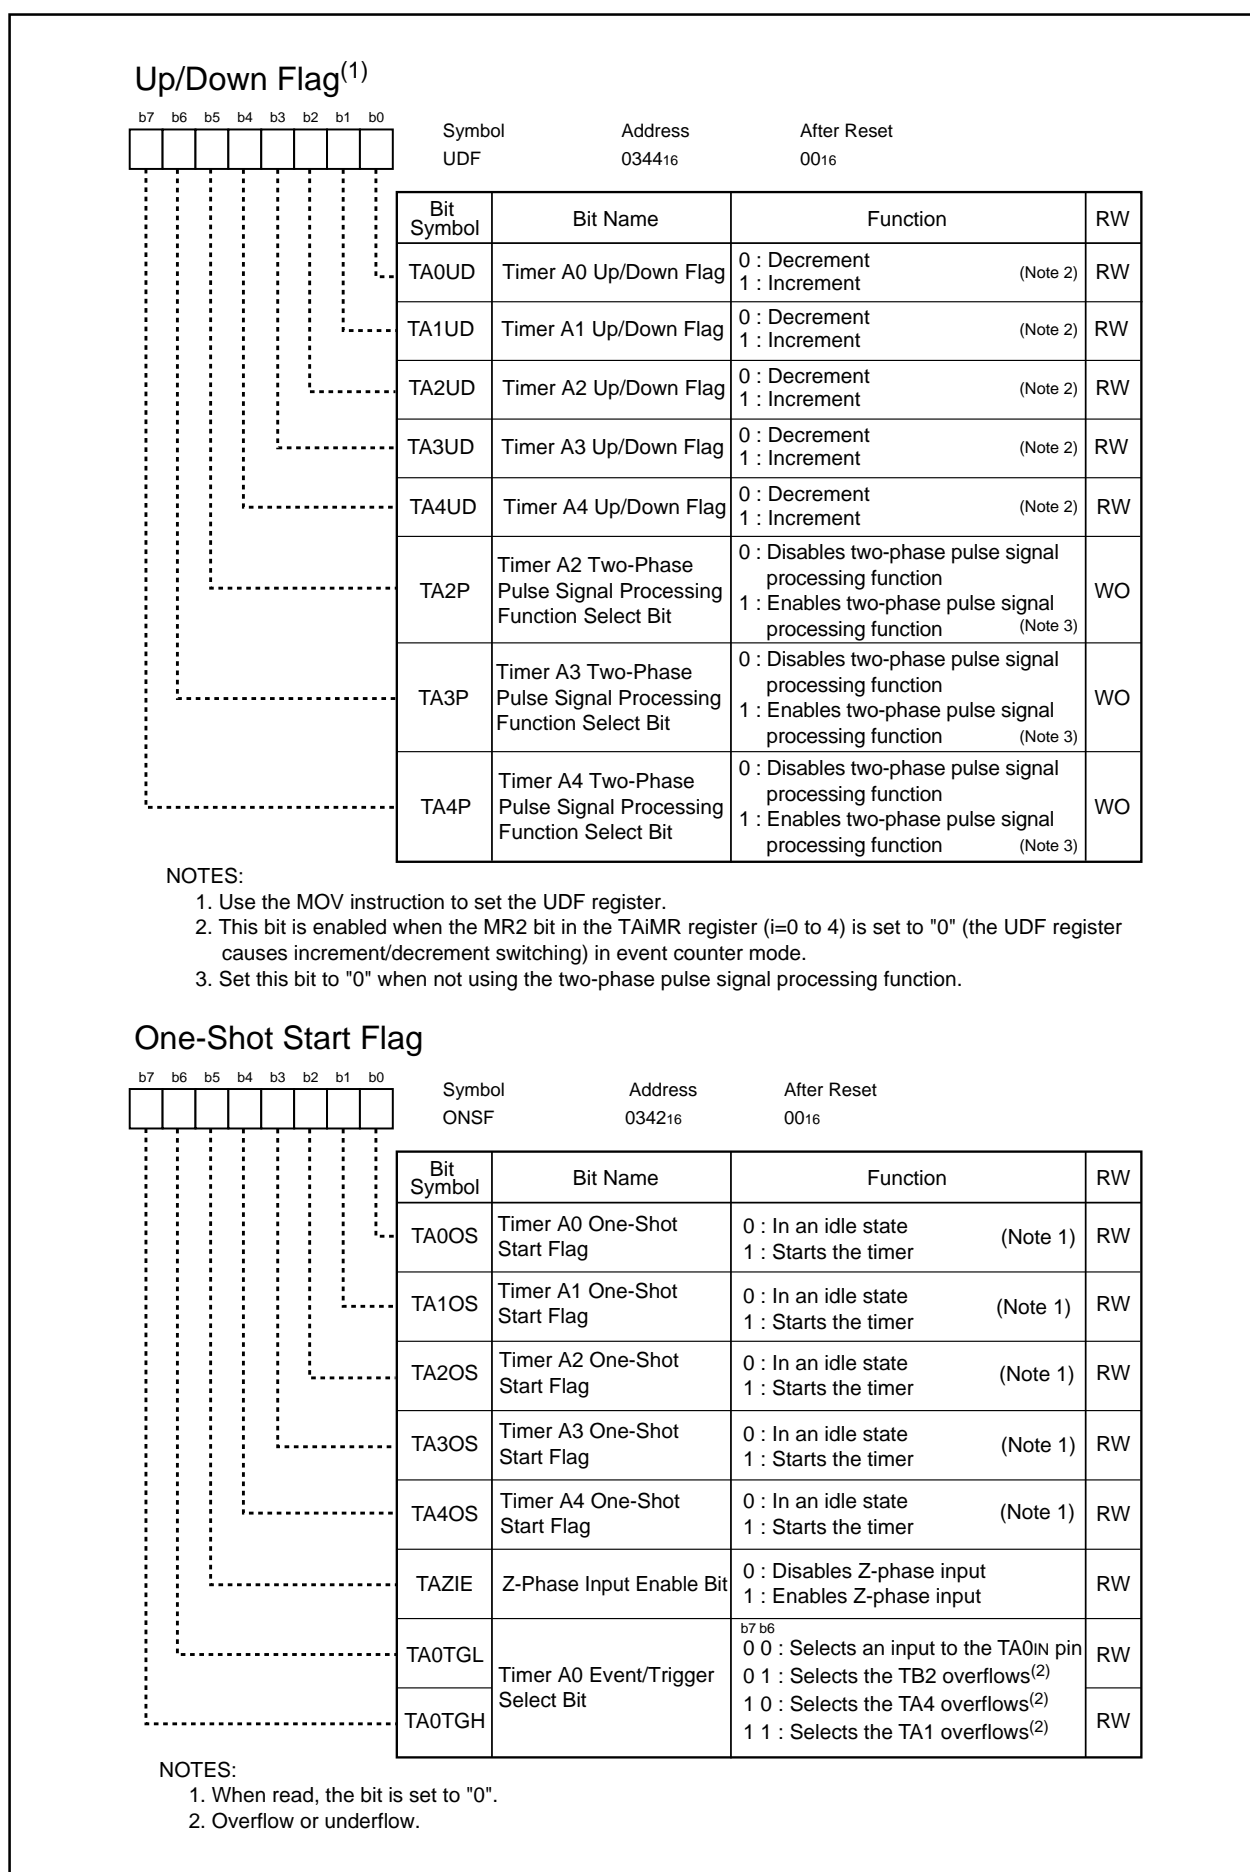 Up/Down Flag(1)
b7 b6 b5 b4 b3 b2 b1 b0
Symbol Address After Reset
UDF 034416 0016
Bit Symbol Bit Name Function RW
TA0UD Timer A0 Up/Down Flag 0 : Decrement
1 : Increment (Note 2) RW
TA1UD Timer A1 Up/Down Flag 0 : Decrement
1 : Increment (Note 2) RW
TA2UD Timer A2 Up/Down Flag 0 : Decrement
1 : Increment (Note 2) RW
TA3UD Timer A3 Up/Down Flag 0 : Decrement
1 : Increment (Note 2) RW
TA4UD Timer A4 Up/Down Flag 0 : Decrement
1 : Increment (Note 2) RW
TA2P
Timer A2 Two-Phase
Pulse Signal Processing
Function Select Bit
0 : Disables two-phase pulse signal
processing function
1 : Enables two-phase pulse signal
processing function (Note 3)
WO
TA3P
Timer A3 Two-Phase
Pulse Signal Processing
Function Select Bit
0 : Disables two-phase pulse signal
processing function
1 : Enables two-phase pulse signal
processing function (Note 3)
WO
TA4P
Timer A4 Two-Phase
Pulse Signal Processing
Function Select Bit
0 : Disables two-phase pulse signal
processing function
1 : Enables two-phase pulse signal
processing function (Note 3)
WO
NOTES:
1. Use the MOV instruction to set the UDF register.
2. This bit is enabled when the MR2 bit in the TAiMR register (i=0 to 4) is set to "0" (the UDF register
causes increment/decrement switching) in event counter mode.
3. Set this bit to "0" when not using the two-phase pulse signal processing function.
One-Shot Start Flag
b7 b6 b5 b4 b3 b2 b1 b0
Symbol Address After Reset
ONSF 034216 0016
Bit Symbol Bit Name Function RW
TA0OS
Timer A0 One-Shot
Start Flag
0 : In an idle state
1 : Starts the timer
(Note 1)
RW
TA1OS
Timer A1 One-Shot
Start Flag
0 : In an idle state
1 : Starts the timer
(Note 1)
RW
TA2OS
Timer A2 One-Shot
Start Flag
0 : In an idle state
1 : Starts the timer
(Note 1)
RW
TA3OS
Timer A3 One-Shot
Start Flag
0 : In an idle state
1 : Starts the timer
(Note 1)
RW
TA4OS
Timer A4 One-Shot
Start Flag
0 : In an idle state
1 : Starts the timer
(Note 1)
RW
TAZIE Z-Phase Input Enable Bit
0 : Disables Z-phase input
1 : Enables Z-phase input
RW
TA0TGL
Timer A0 Event/Trigger
Select Bit
b7 b6
0 0 : Selects an input to the TA0IN pin
0 1 : Selects the TB2 overflows(2)
1 0 : Selects the TA4 overflows(2)
1 1 : Selects the TA1 overflows(2)
RW
TA0TGH
RW
NOTES:
1. When read, the bit is set to "0".
2. Overflow or underflow.